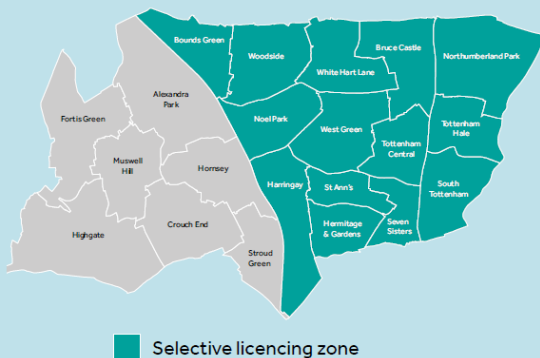 Bounds Green
Woodside
White Hart Lane
Bruce Castle
Northumberland Park
Alexandra
Park
Fortis Green
Noel Park
West Green
Tottenham
Central
Tottenham
Hale
Muswell
Hill
Hornsey
Harringay
St Ann's
South
Tottenham
Highgate
Crouch End
Stroud
Green
Hermitage
& Gardens
Seven
Sisters
Selective licencing zone